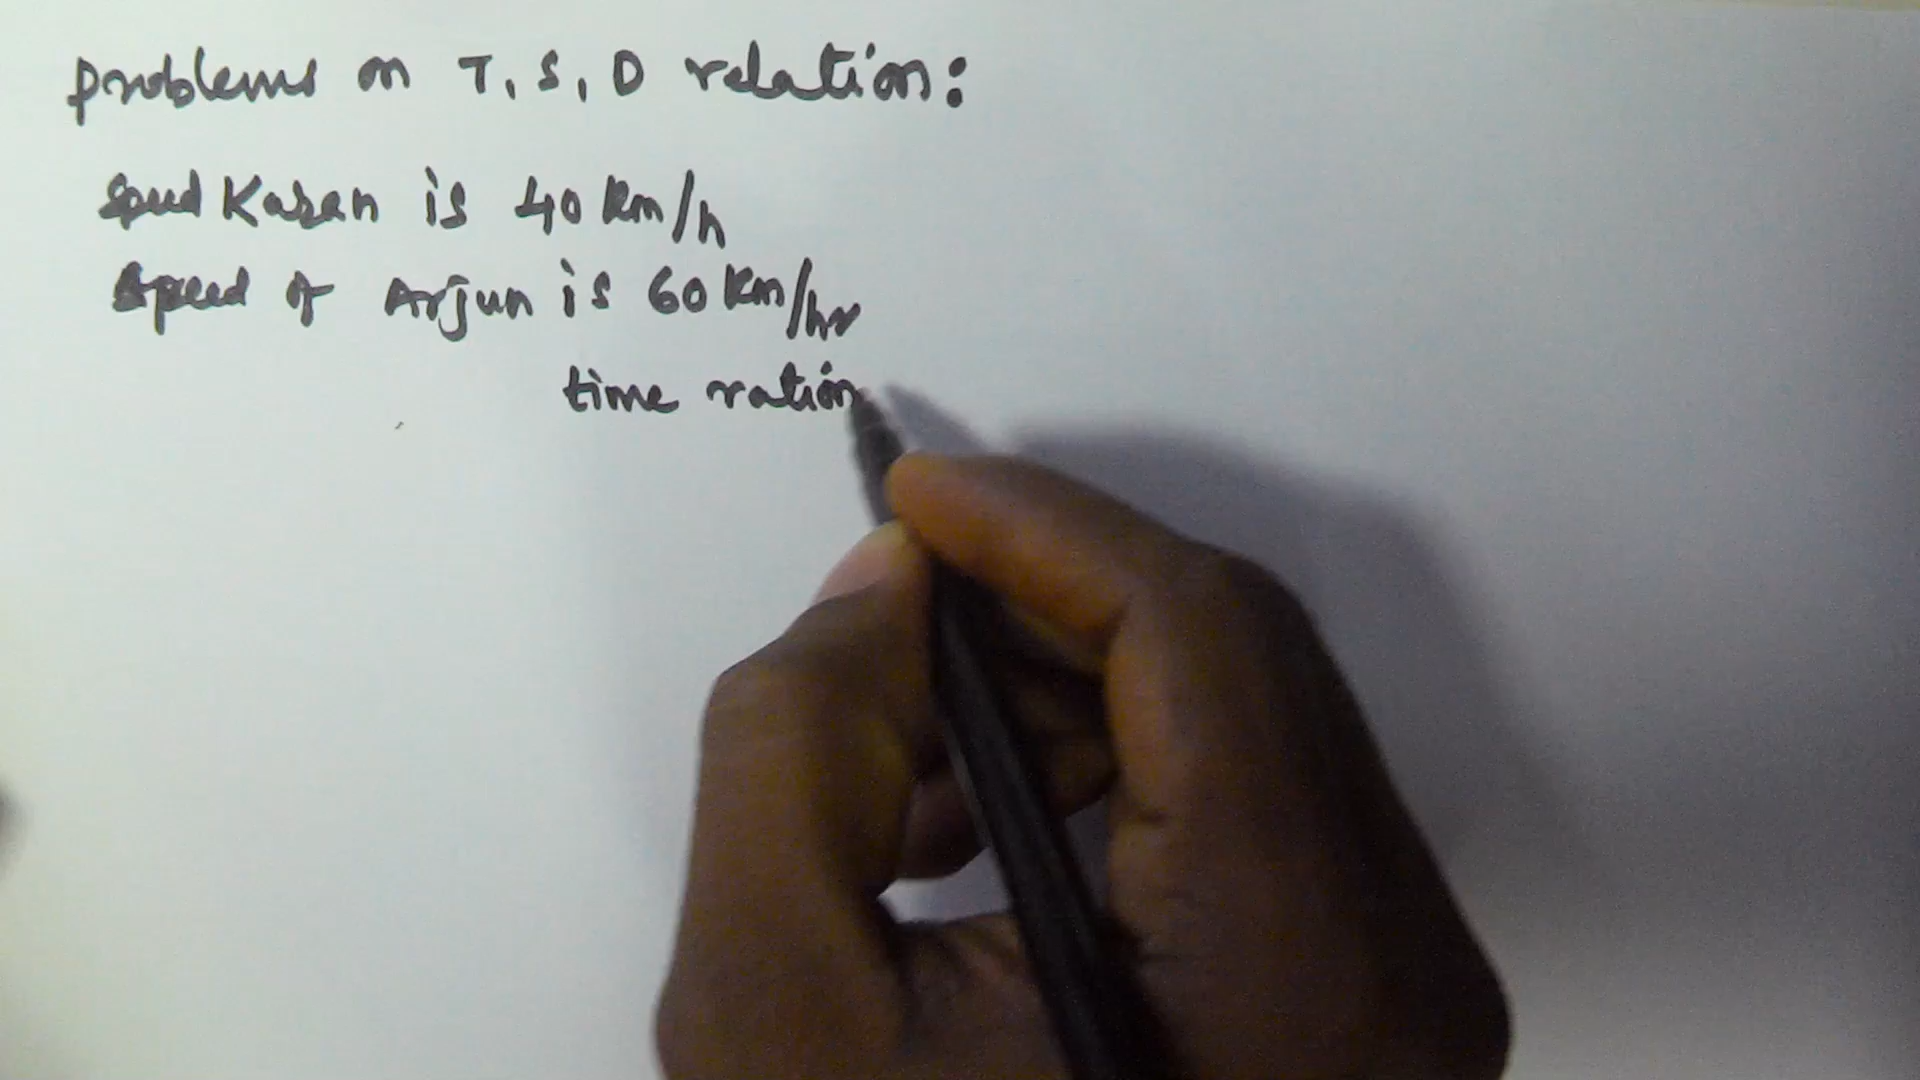 problems on T, S, D relation:
speed Karan is 40 km/h
speed of Arjun is 60 km/hr
time ration